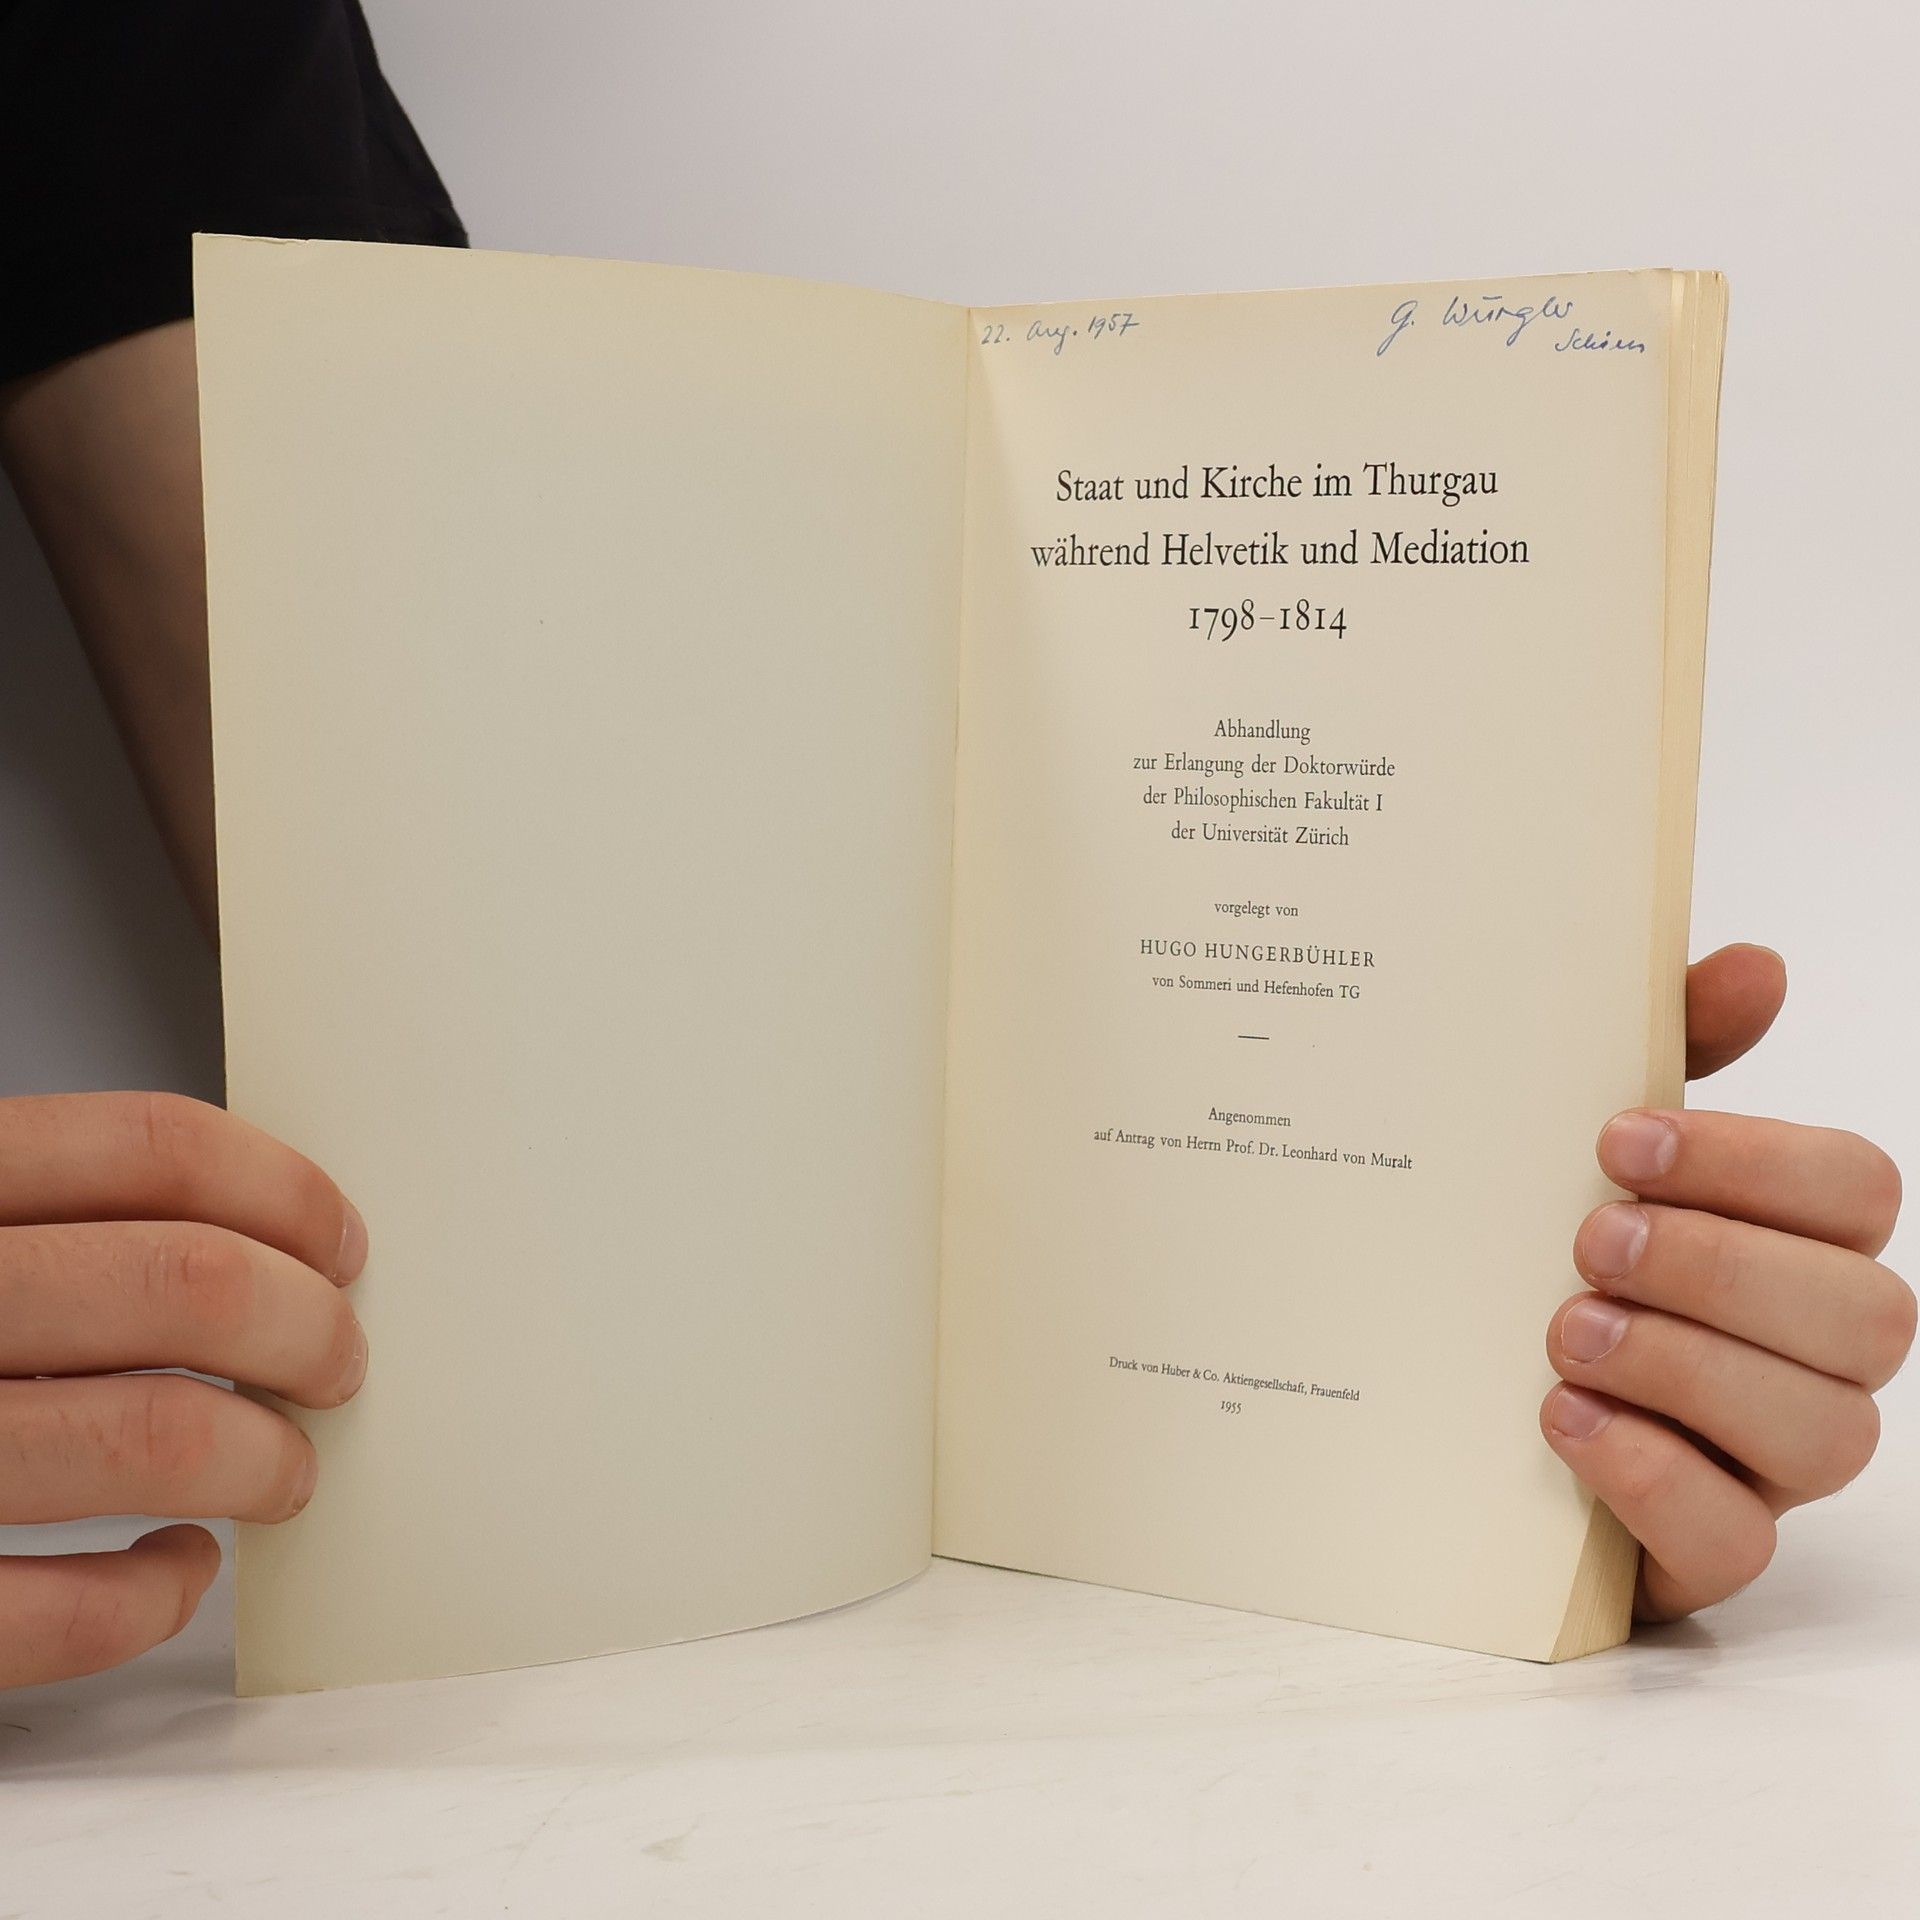 22. Aug. 1957
G. Würgler
Schiers
Staat und Kirche im Thurgau
während Helvetik und Mediation
1798–1814
Abhandlung
zur Erlangung der Doktorwürde
der Philosophischen Fakultät I
der Universität Zürich
vorgelegt von
HUGO HUNGERBÜHLER
von Sommeri und Hefenhofen TG
Angenommen
auf Antrag von Herrn Prof. Dr. Leonhard von Muralt
Druck von Huber & Co. Aktiengesellschaft, Frauenfeld
1955